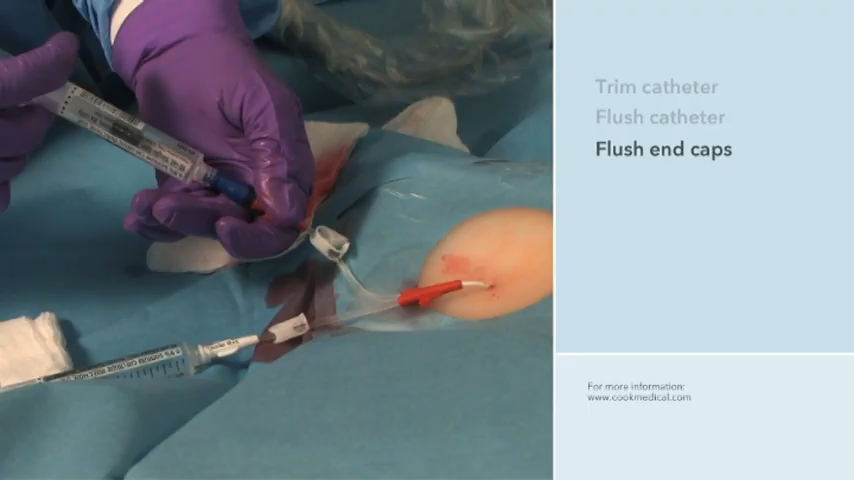 Trim catheter
Flush catheter
Flush end caps
For more information:
www.cookmedical.com